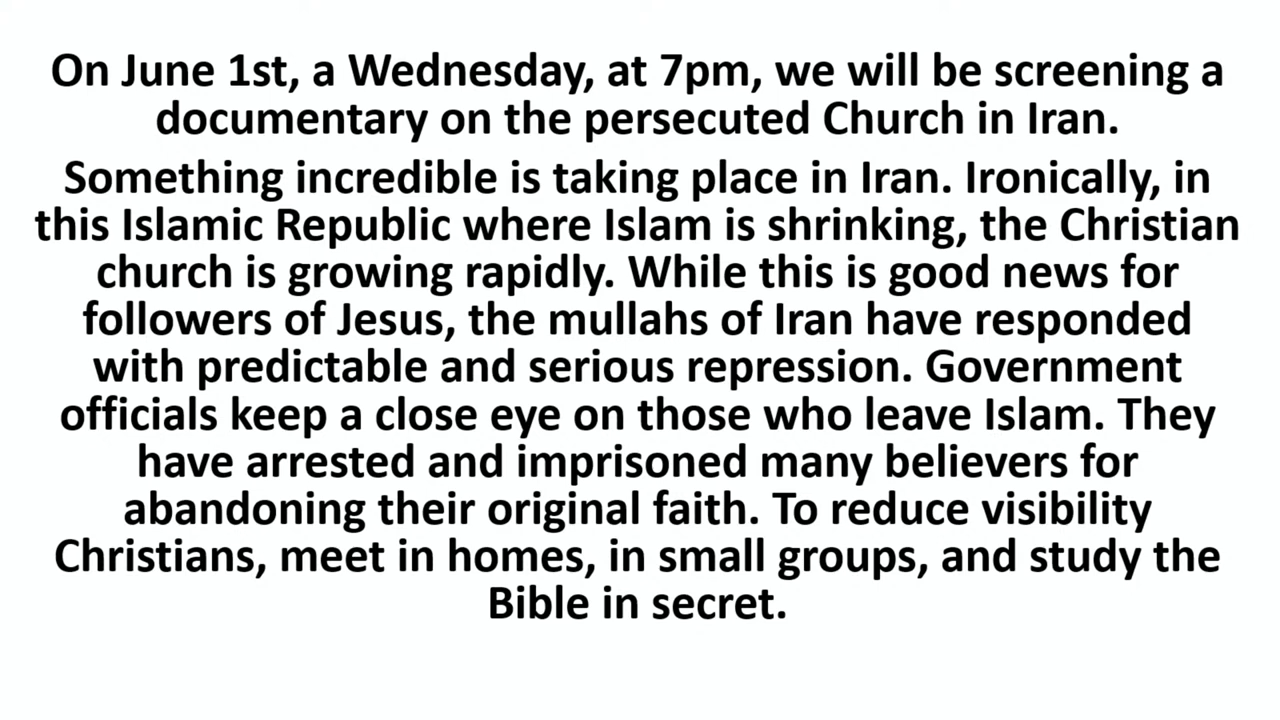 On June 1st, a Wednesday, at 7pm, we will be screening a
documentary on the persecuted Church in Iran.
Something incredible is taking place in Iran. Ironically, in
this Islamic Republic where Islam is shrinking, the Christian
church is growing rapidly. While this is good news for
followers of Jesus, the mullahs of Iran have responded
with predictable and serious repression. Government
officials keep a close eye on those who leave Islam. They
have arrested and imprisoned many believers for
abandoning their original faith. To reduce visibility
Christians, meet in homes, in small groups, and study the
Bible in secret.